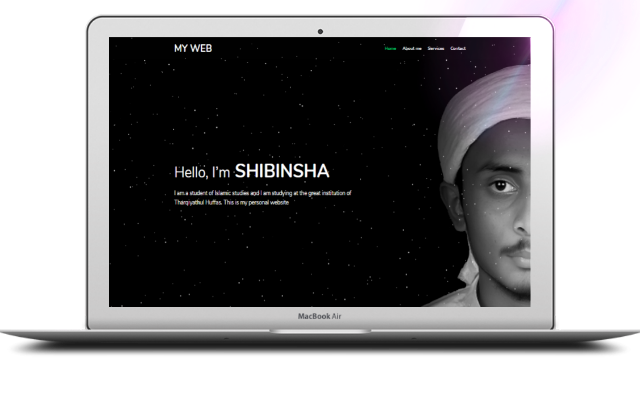 MY WEB
Home About me Services Contact
Hello, I'm SHIBINSHA
I am a student of Islamic studies and I am studying at the great institution of
Thariqiyathul Huffas. This is my personal website
MacBook Air